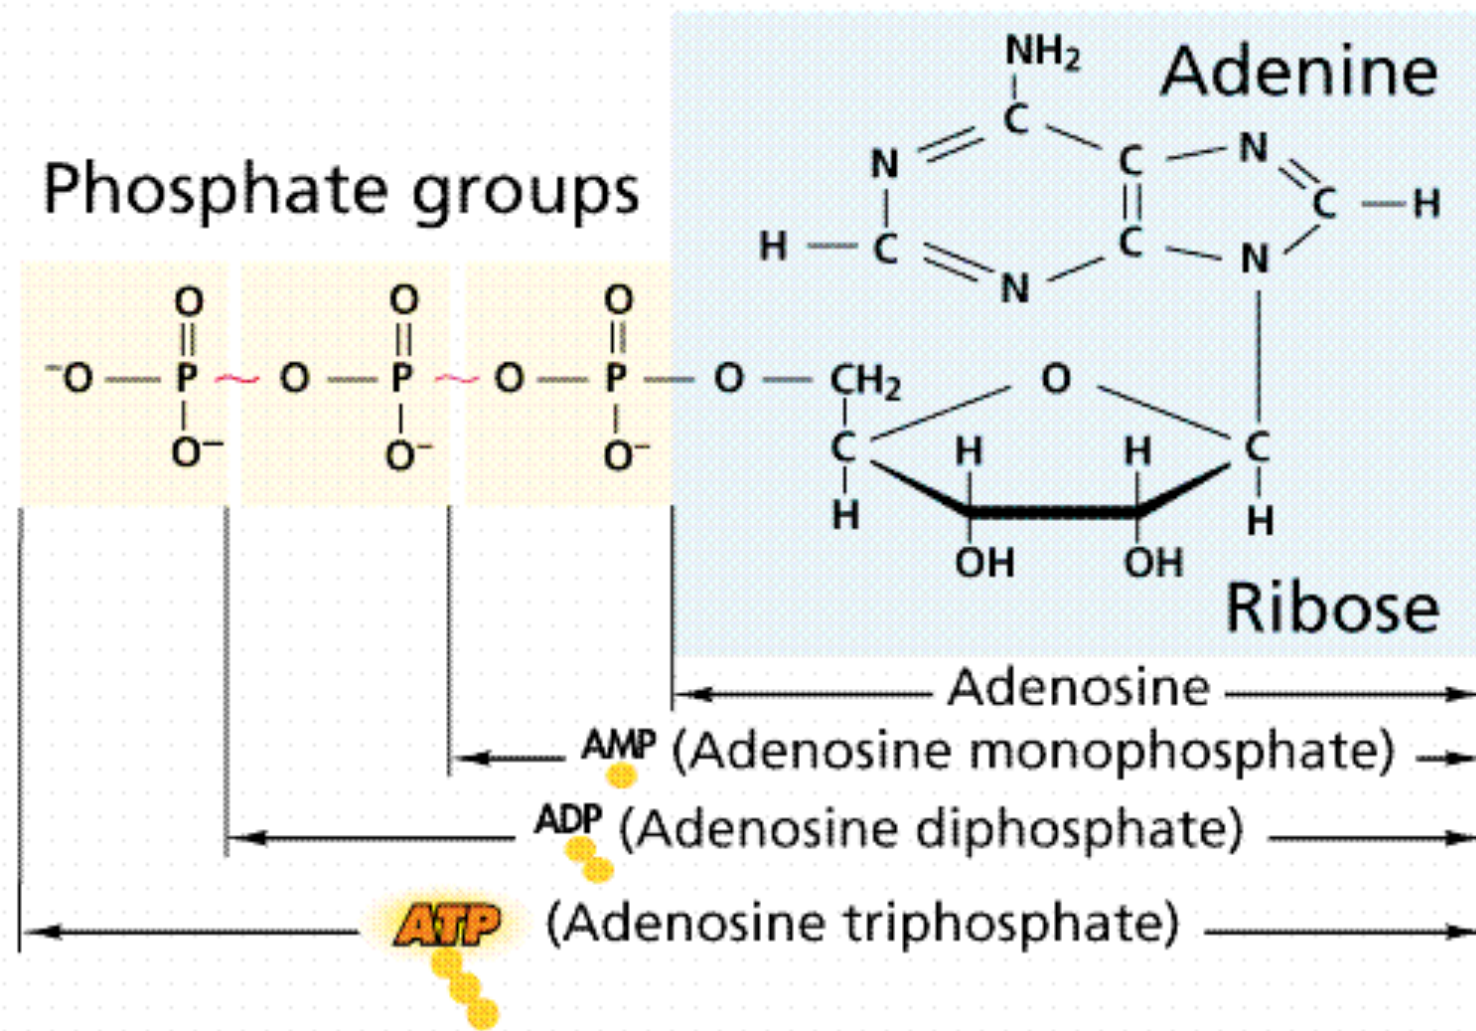 NH₂
Adenine
C
N C N
Phosphate groups
C H
H C C N
N
O O O
⁻O P O P O P O CH₂ O
O⁻ O⁻ O⁻ C H H C
H H
OH OH
Ribose
Adenosine
AMP (Adenosine monophosphate)
ADP (Adenosine diphosphate)
ATP (Adenosine triphosphate)